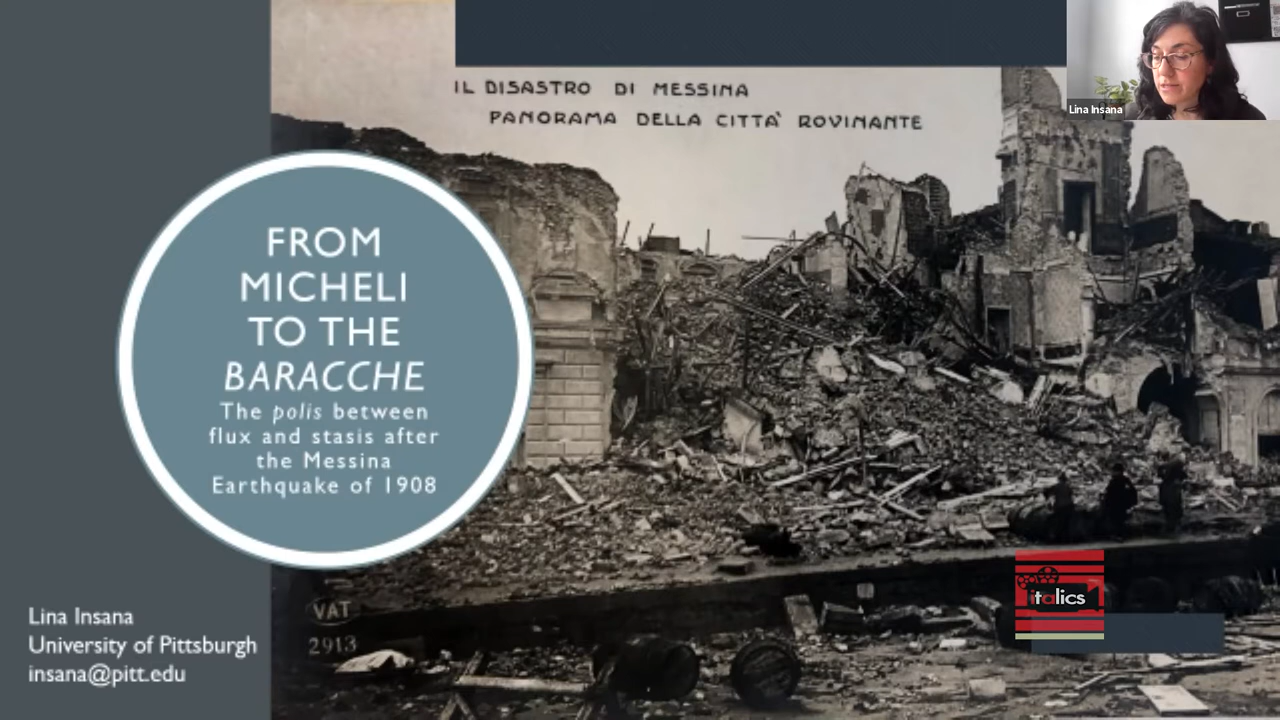 IL DISASTRO DI MESSINA
PANORAMA DELLA CITTA' ROVINANTE
Lina Insana
FROM
MICHELI
TO THE
BARACCHE
The polis between
flux and stasis after
the Messina
Earthquake of 1908
italics
VAT
2913
Lina Insana
University of Pittsburgh
insana@pitt.edu